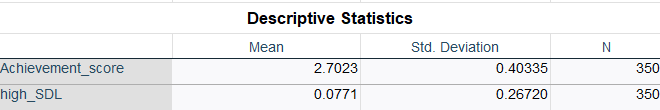 Descriptive Statistics
Mean Std. Deviation N
Achievement_score 2.7023 0.40335 350
high_SDL 0.0771 0.26720 350